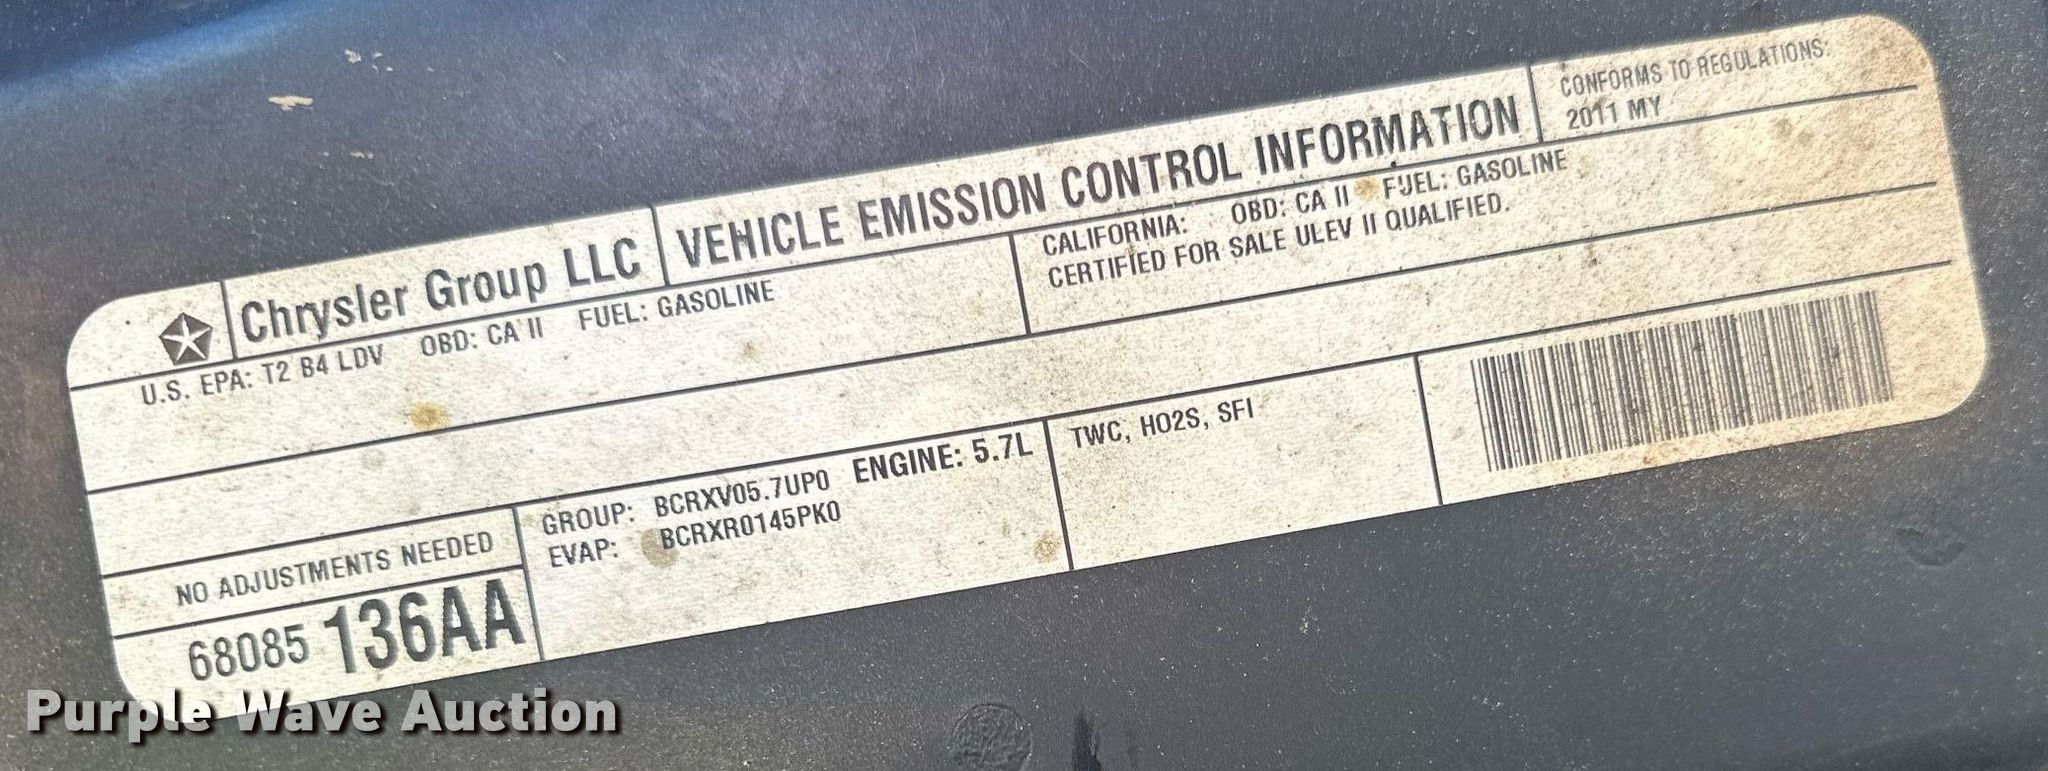 Chrysler Group LLC
VEHICLE EMISSION CONTROL INFORMATION
CONFORMS TO REGULATIONS:
2011 MY
U.S. EPA: T2 B4 LDV OBD: CA II FUEL: GASOLINE
CALIFORNIA: OBD: CA II FUEL: GASOLINE
CERTIFIED FOR SALE ULEV II QUALIFIED.
NO ADJUSTMENTS NEEDED
68085 136AA
GROUP: BCRXV05.7UP0 ENGINE: 5.7L
EVAP: BCRXR0145PK0
TWC, HO2S, SFI
Purple Wave Auction